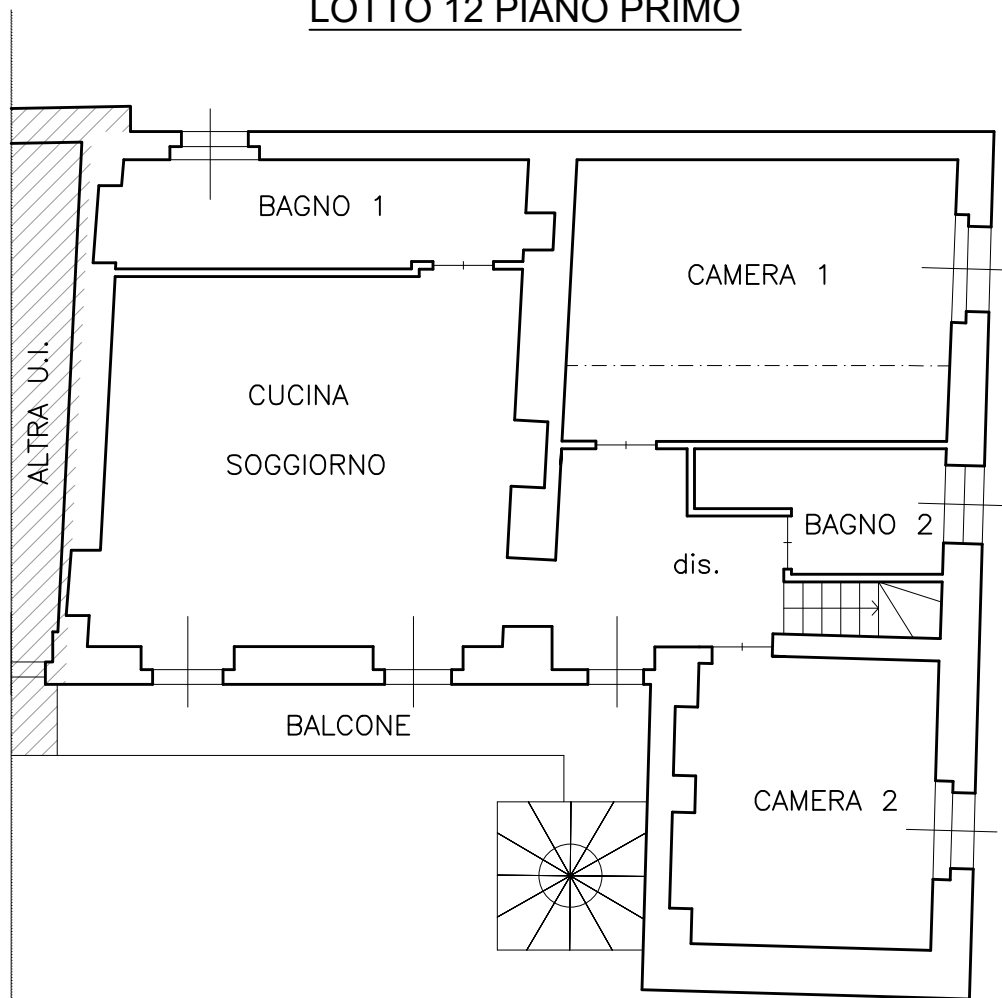 LOTTO 12 PIANO PRIMO
BAGNO 1
CAMERA 1
ALTRA U.I.
CUCINA
SOGGIORNO
BAGNO 2
dis.
BALCONE
CAMERA 2